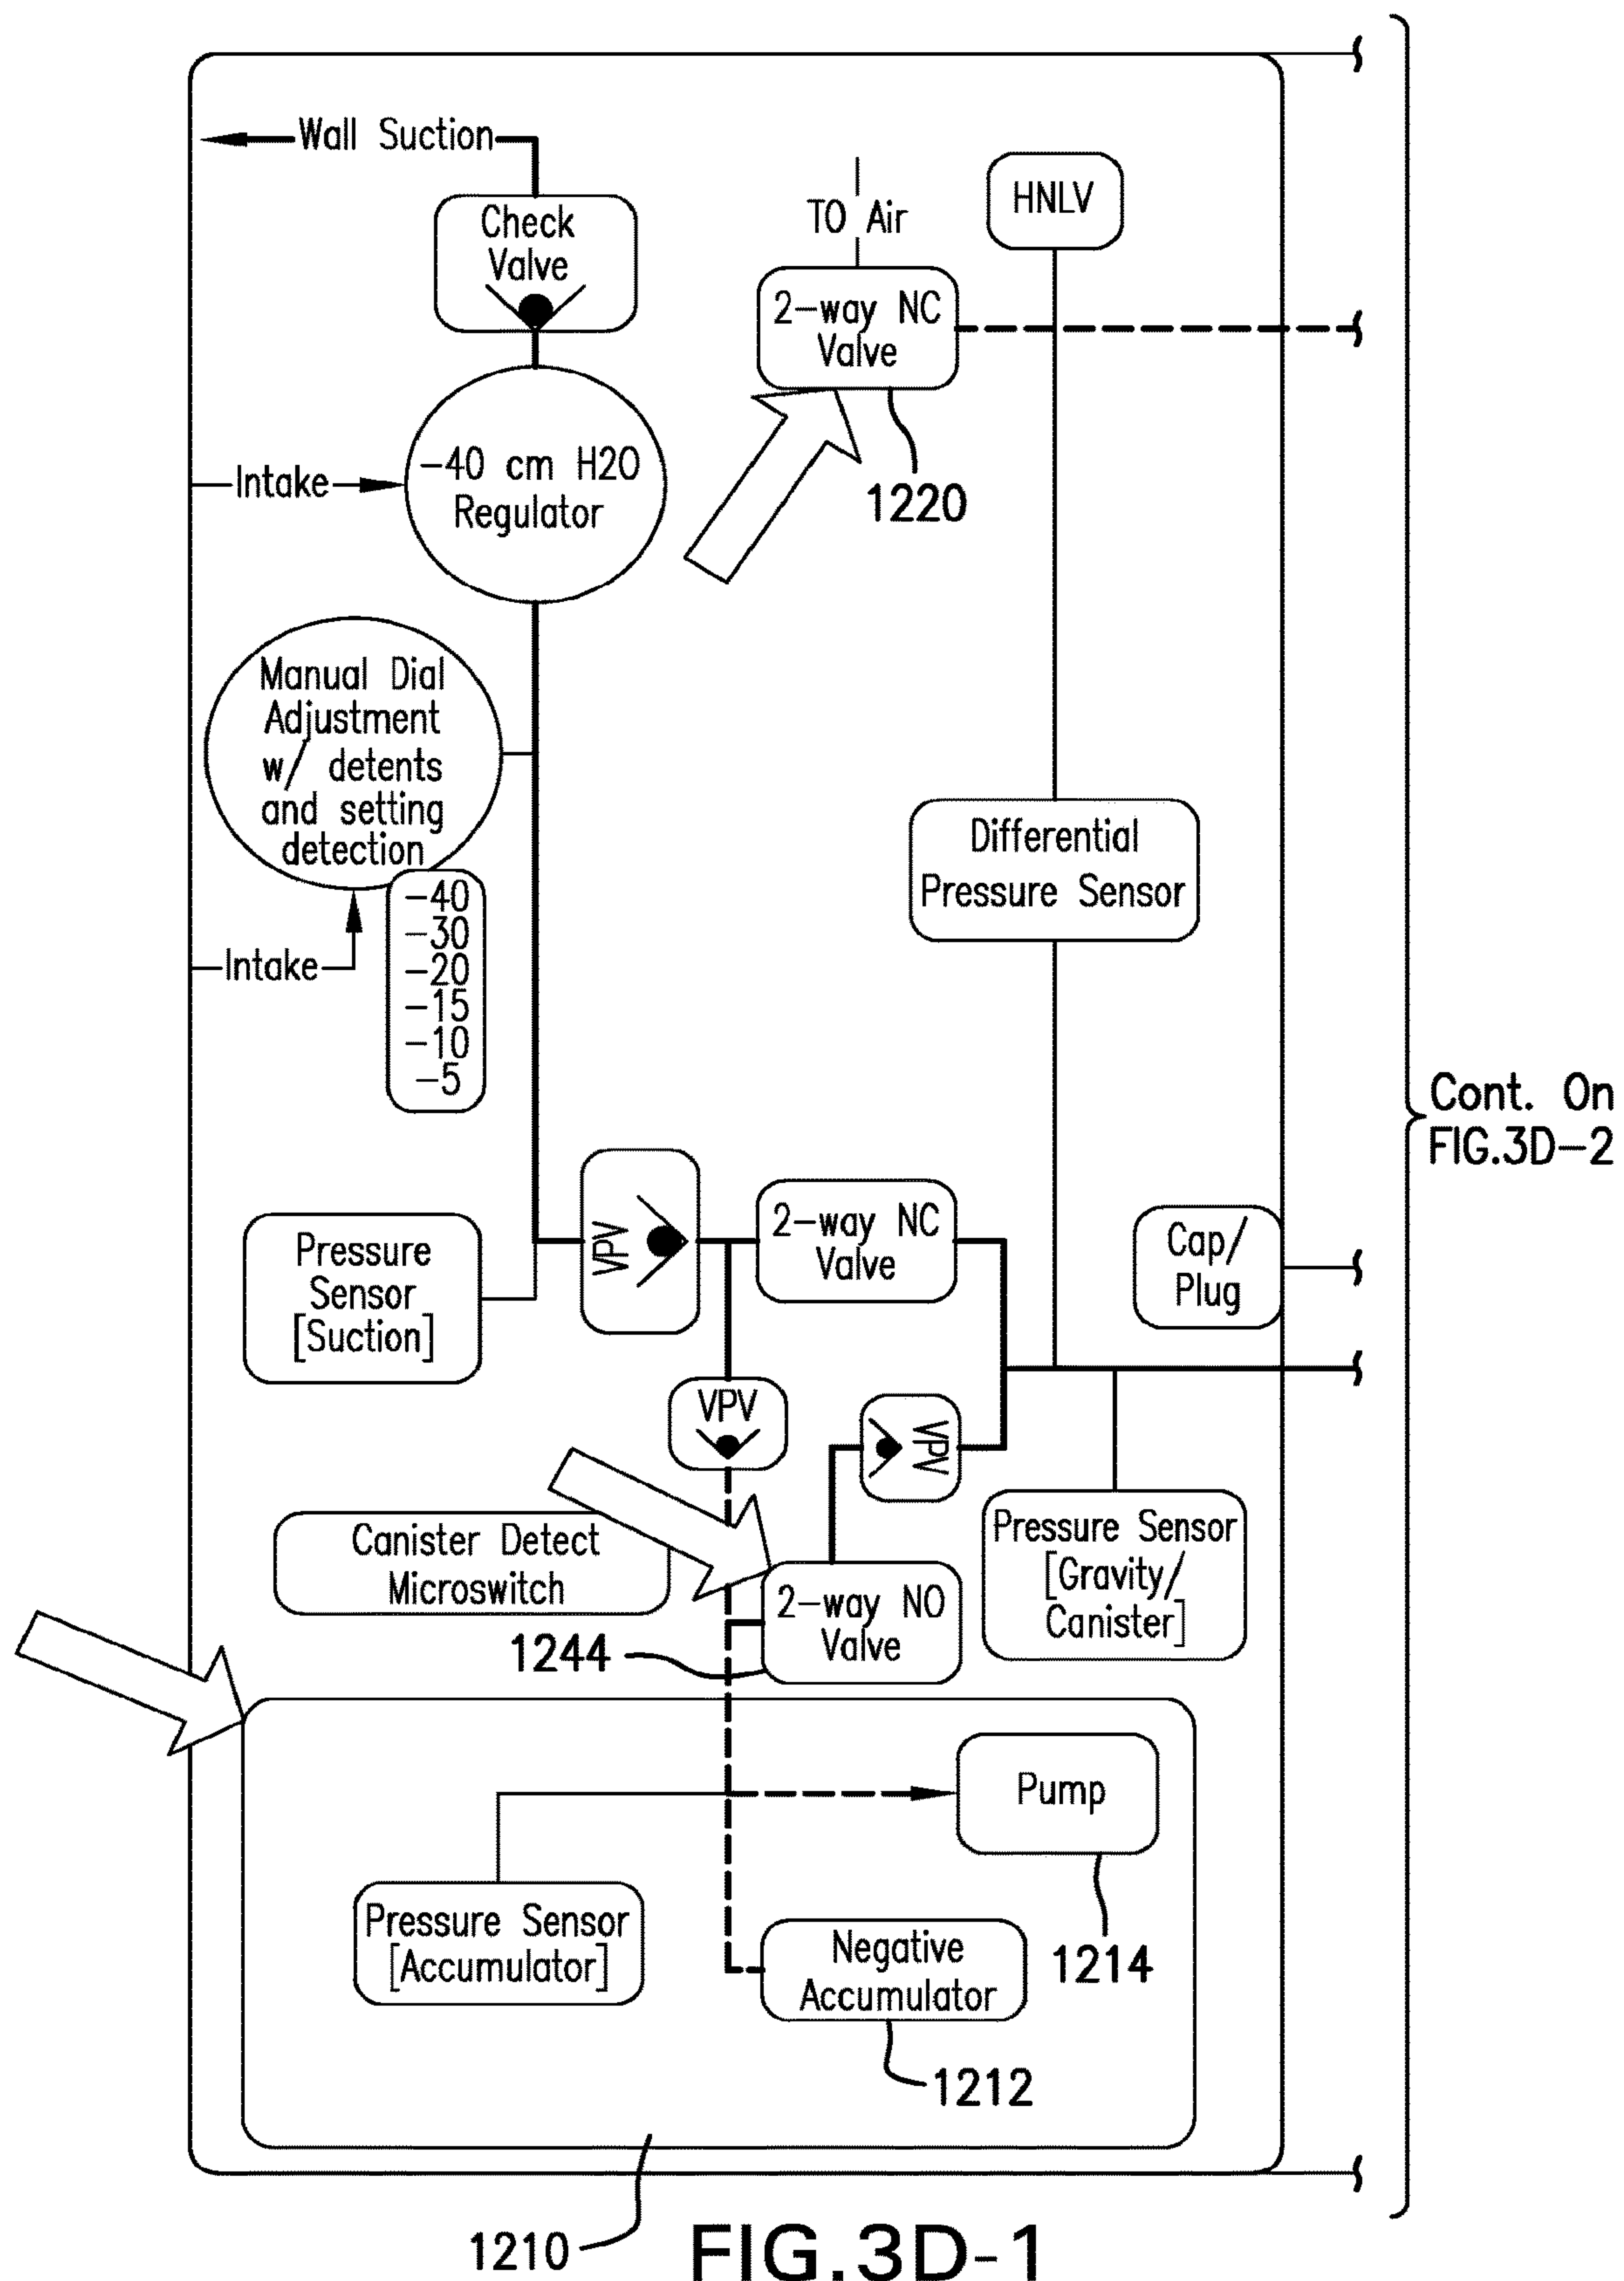 Wall Suction
Check
Valve
TO Air
HNLV
2-way NC
Valve
1220
Intake
-40 cm H20
Regulator
Manual Dial
Adjustment
w/ detents
and setting
detection
Intake
-40
-30
-20
-15
-10
-5
Differential
Pressure Sensor
Cont. On
FIG.3D-2
Pressure
Sensor
[Suction]
VPV
2-way NC
Valve
Cap/
Plug
VPV
VPV
Canister Detect
Microswitch
2-way NO
Valve
1244
Pressure Sensor
[Gravity/
Canister]
Pump
1214
Pressure Sensor
[Accumulator]
Negative
Accumulator
1212
1210
FIG.3D-1